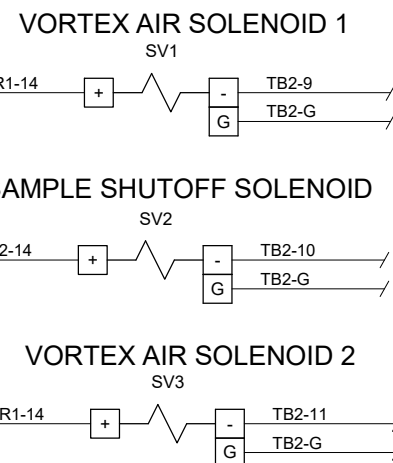 VORTEX AIR SOLENOID 1
SV1
R1-14 + - TB2-9
G TB2-G
SAMPLE SHUTOFF SOLENOID
SV2
2-14 + - TB2-10
G TB2-G
VORTEX AIR SOLENOID 2
SV3
R1-14 + - TB2-11
G TB2-G